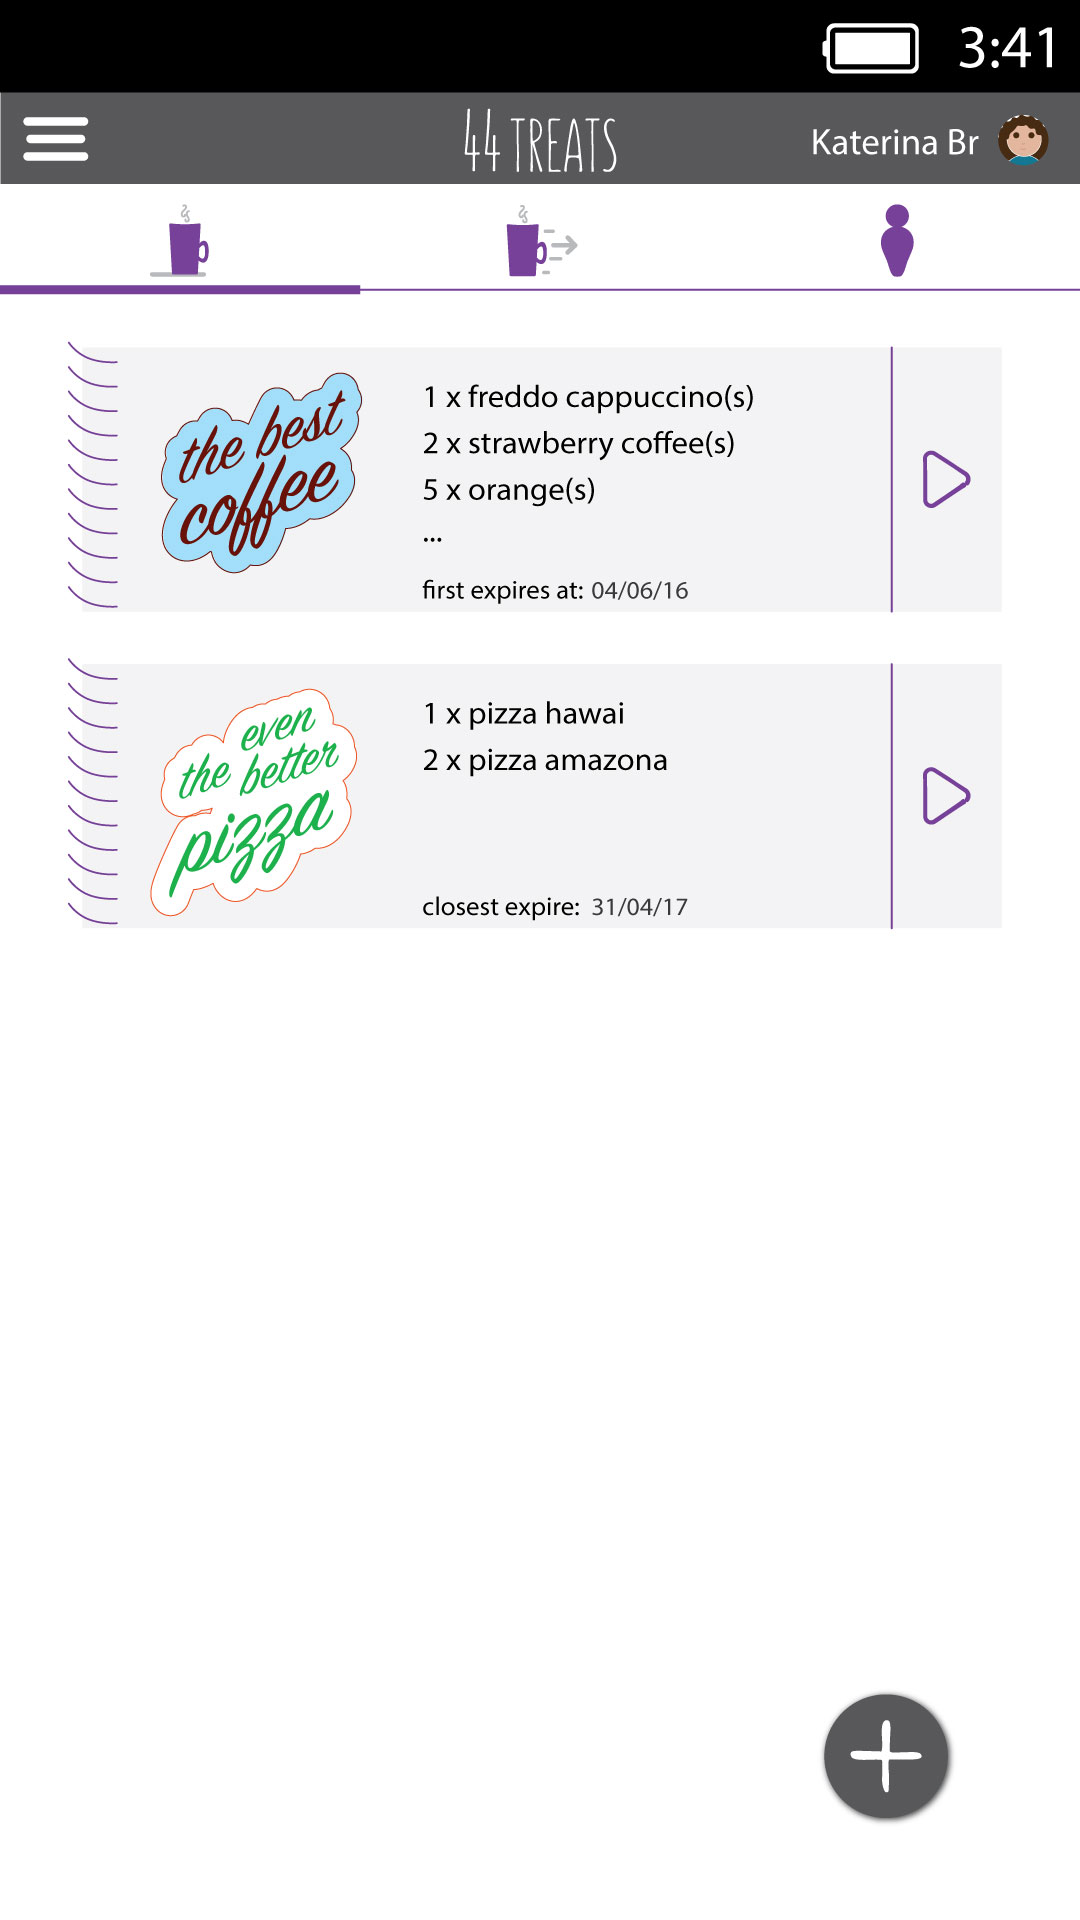 3:41
44 TREATS
Katerina Br
the best
coffee
1 x freddo cappuccino(s)
2 x strawberry coffee(s)
5 x orange(s)
...
first expires at: 04/06/16
even
the better
pizza
1 x pizza hawai
2 x pizza amazona
closest expire: 31/04/17